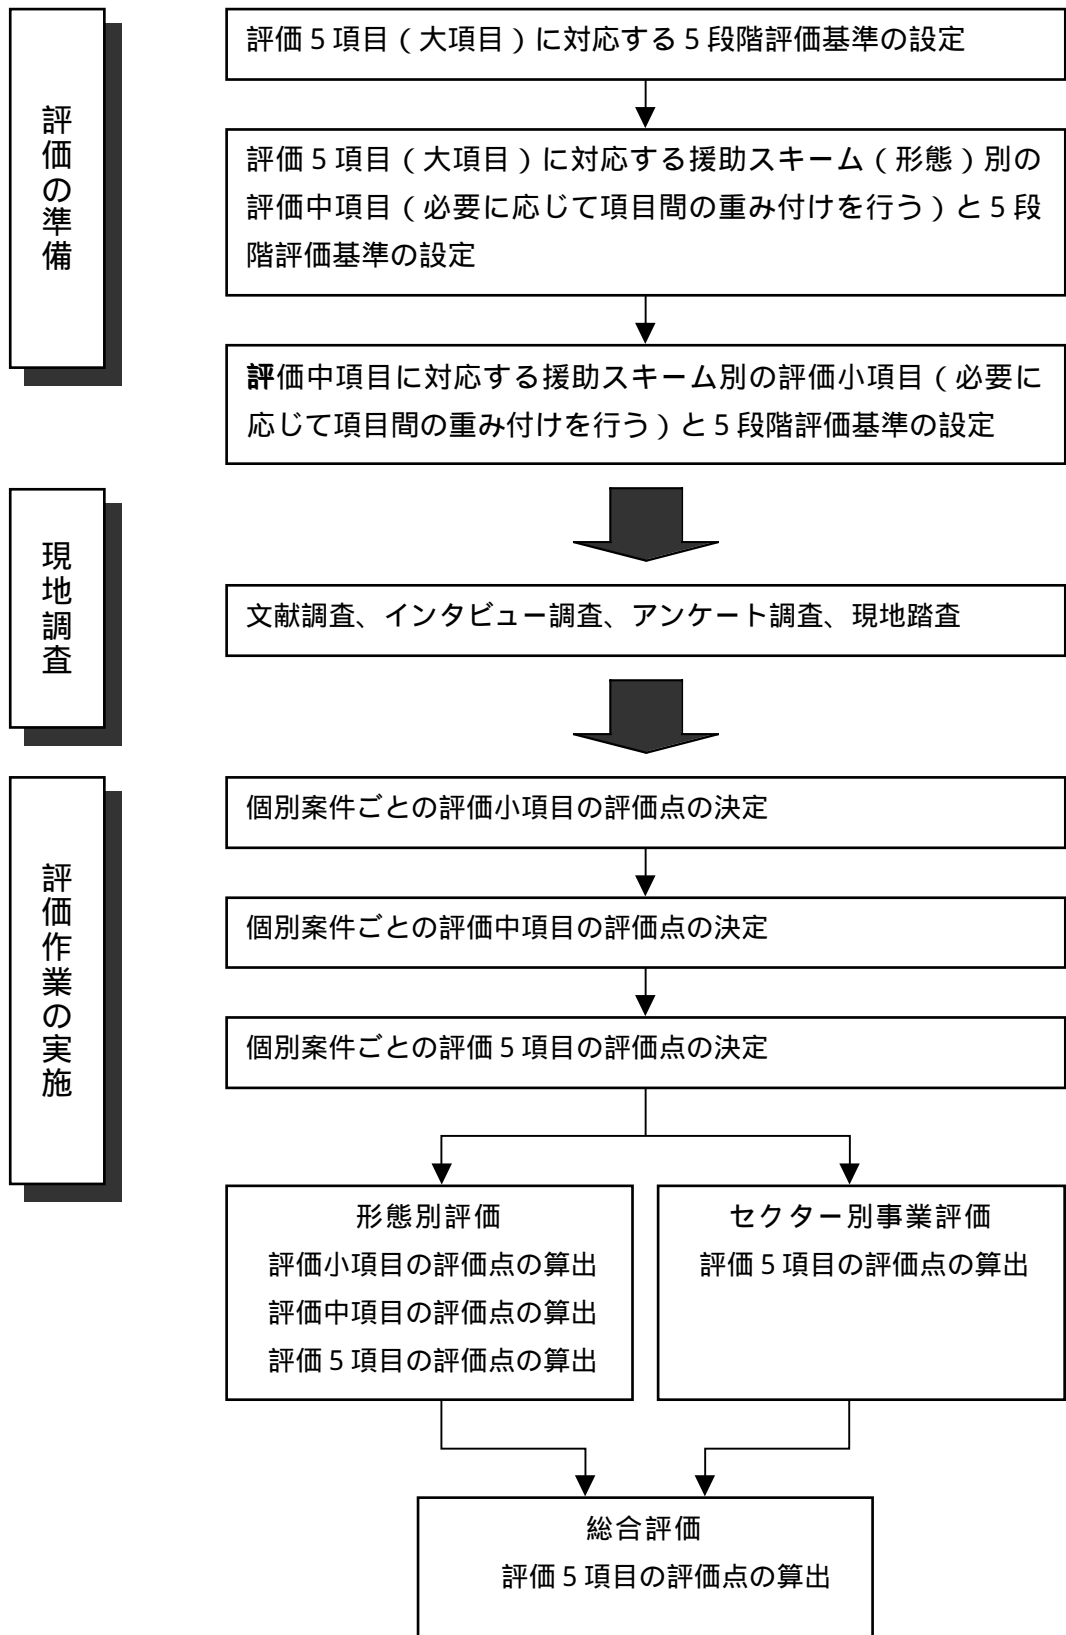 評価の準備
評価5項目（大項目）に対応する5段階評価基準の設定
評価5項目（大項目）に対応する援助スキーム（形態）別の
評価中項目（必要に応じて項目間の重み付けを行う）と5段
階評価基準の設定
評価中項目に対応する援助スキーム別の評価小項目（必要に
応じて項目間の重み付けを行う）と5段階評価基準の設定
現地調査
文献調査、インタビュー調査、アンケート調査、現地踏査
評価作業の実施
個別案件ごとの評価小項目の評価点の決定
個別案件ごとの評価中項目の評価点の決定
個別案件ごとの評価5項目の評価点の決定
形態別評価
評価小項目の評価点の算出
評価中項目の評価点の算出
評価5項目の評価点の算出
セクター別事業評価
評価5項目の評価点の算出
総合評価
評価5項目の評価点の算出